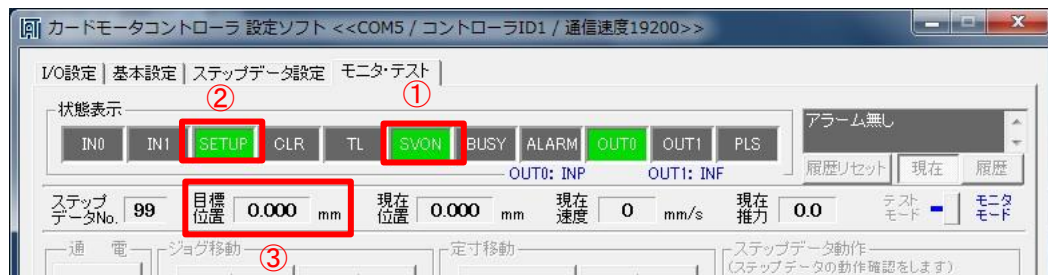 カードモータコントローラ 設定ソフト <<COM5 / コントローラID1 / 通信速度19200>>
I/O設定 基本設定 ステップデータ設定 モニタ・テスト
② ①
状態表示
IN0 IN1 SETUP CLR TL SVON BUSY ALARM OUT0 OUT1 PLS
アラーム無し
OUT0: INP OUT1: INF
履歴リセット 現在 履歴
ステップデータNo. 99 目標位置 0.000 mm 現在位置 0.000 mm 現在速度 0 mm/s 現在推力 0.0 テストモード モニタモード
③
通 電 ジョグ移動 定寸移動 ステップデータ動作
(ステップデータの動作確認をします)